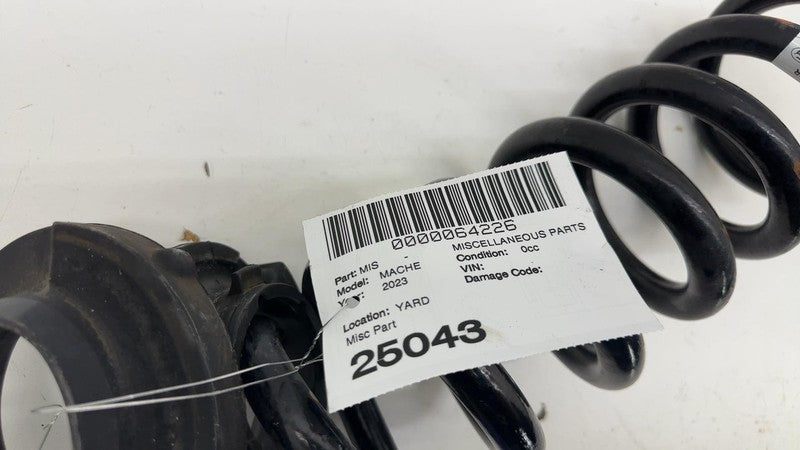 0000064226
Part: MIS - MISCELLANEOUS PARTS
Model: MACHE Condition: 0cc
2023 VIN:
Damage Code:
Location: YARD
Misc Part
25043